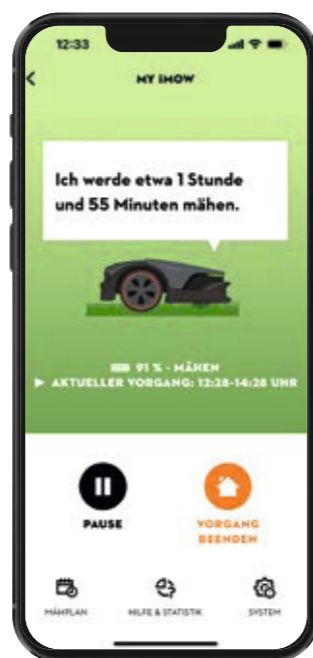 12:33
MY iMOW
Ich werde etwa 1 Stunde
und 55 Minuten mähen.
91 % - MÄHEN
AKTUELLER VORGANG: 12:28-14:28 UHR
PAUSE
VORGANG
BEENDEN
MÄHPLAN
HILFE & STATISTIK
SYSTEM